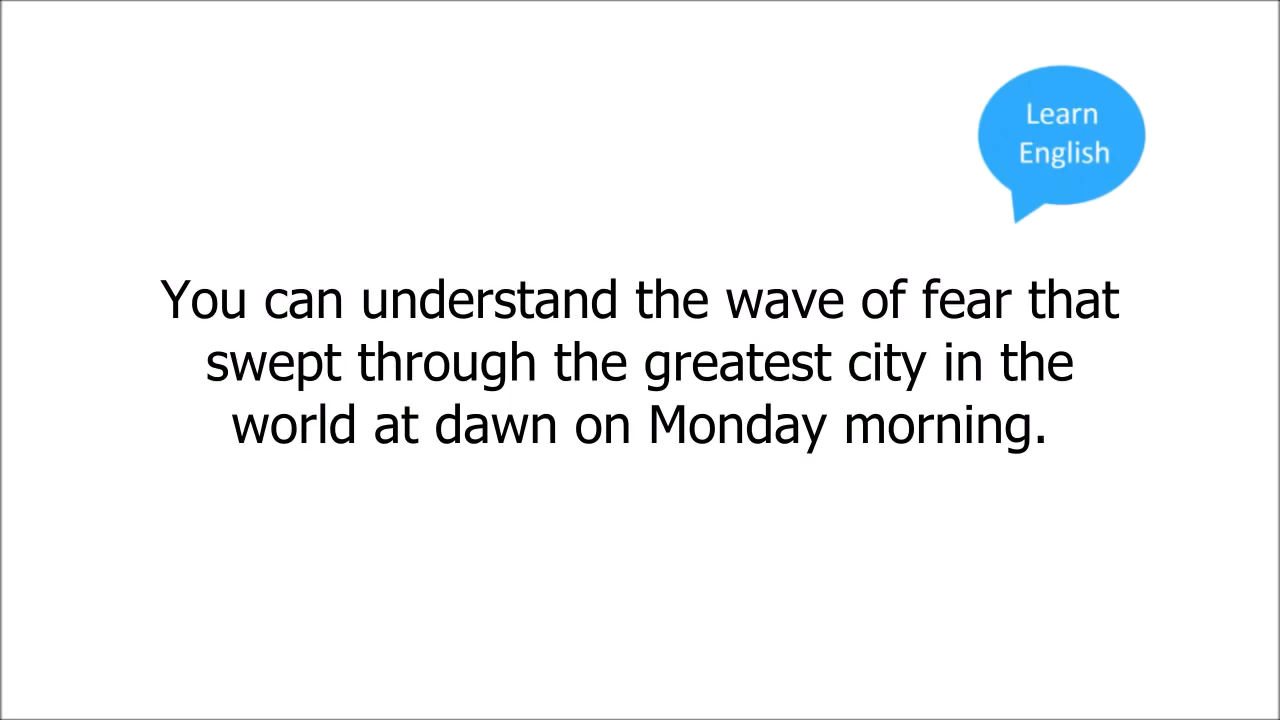 Learn
English
You can understand the wave of fear that
swept through the greatest city in the
world at dawn on Monday morning.